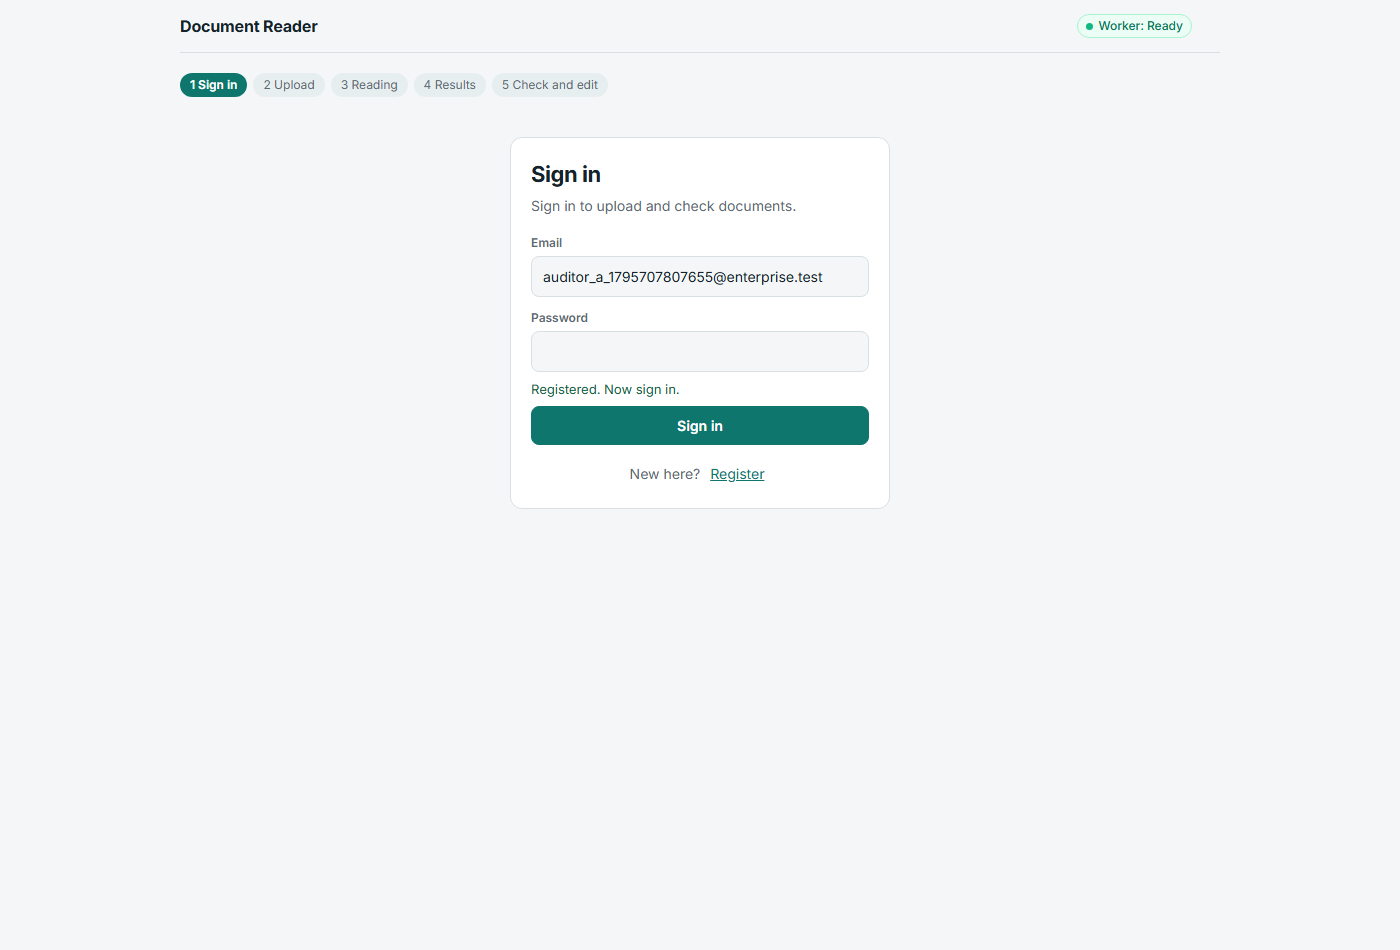 Document Reader
Worker: Ready
1 Sign in
2 Upload
3 Reading
4 Results
5 Check and edit
Sign in
Sign in to upload and check documents.
Email
auditor_a_1795707807655@enterprise.test
Password
Registered. Now sign in.
Sign in
New here? Register